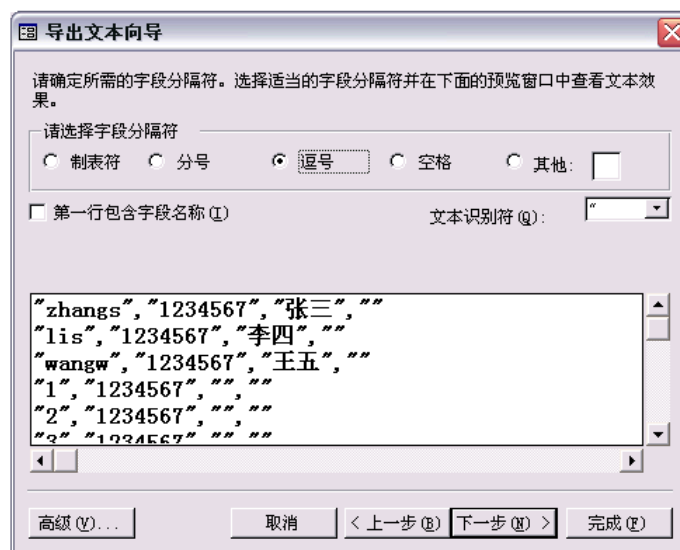 导出文本向导
请确定所需的字段分隔符。选择适当的字段分隔符并在下面的预览窗口中查看文本效
果。
请选择字段分隔符
制表符 分号 逗号 空格 其他:
第一行包含字段名称(I) 文本识别符(Q): "
"zhangs","1234567","张三",""
"lis","1234567","李四",""
"wangw","1234567","王五",""
"1","1234567","",""
"2","1234567","",""
"3","1234567","",""
高级(V)... 取消 < 上一步(B) 下一步(N) > 完成(F)